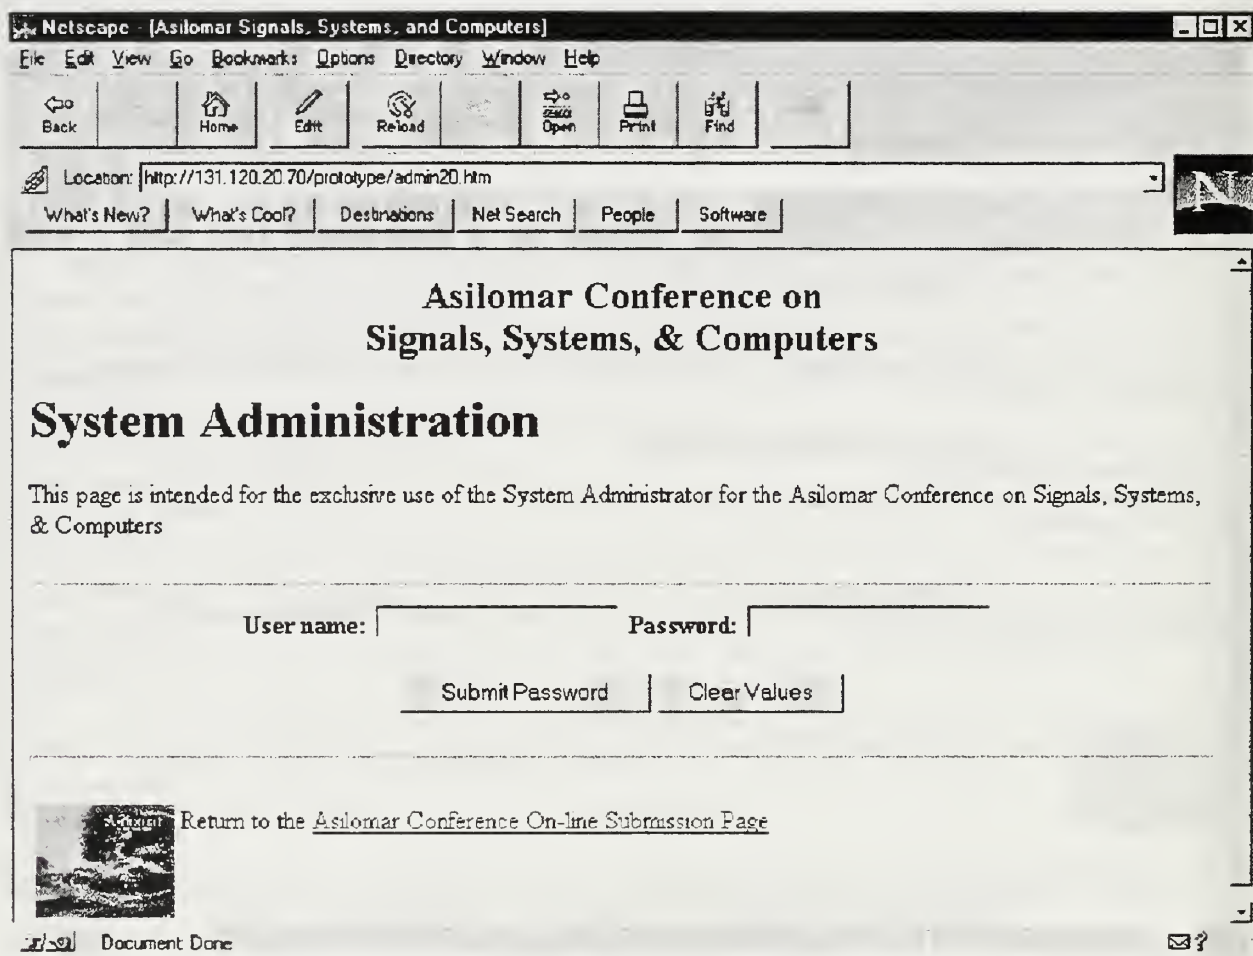 Netscape - [Asilomar Signals, Systems, and Computers]
File Edit View Go Bookmarks Options Directory Window Help
Back Home Edit Reload Open Print Find
Location: http://131.120.20.70/prototype/admin20.htm
What's New? What's Cool? Destinations Net Search People Software
N
Asilomar Conference on
Signals, Systems, & Computers
System Administration
This page is intended for the exclusive use of the System Administrator for the Asilomar Conference on Signals, Systems,
& Computers
User name: Password:
Submit Password Clear Values
Return to the Asilomar Conference On-line Submission Page
Document Done